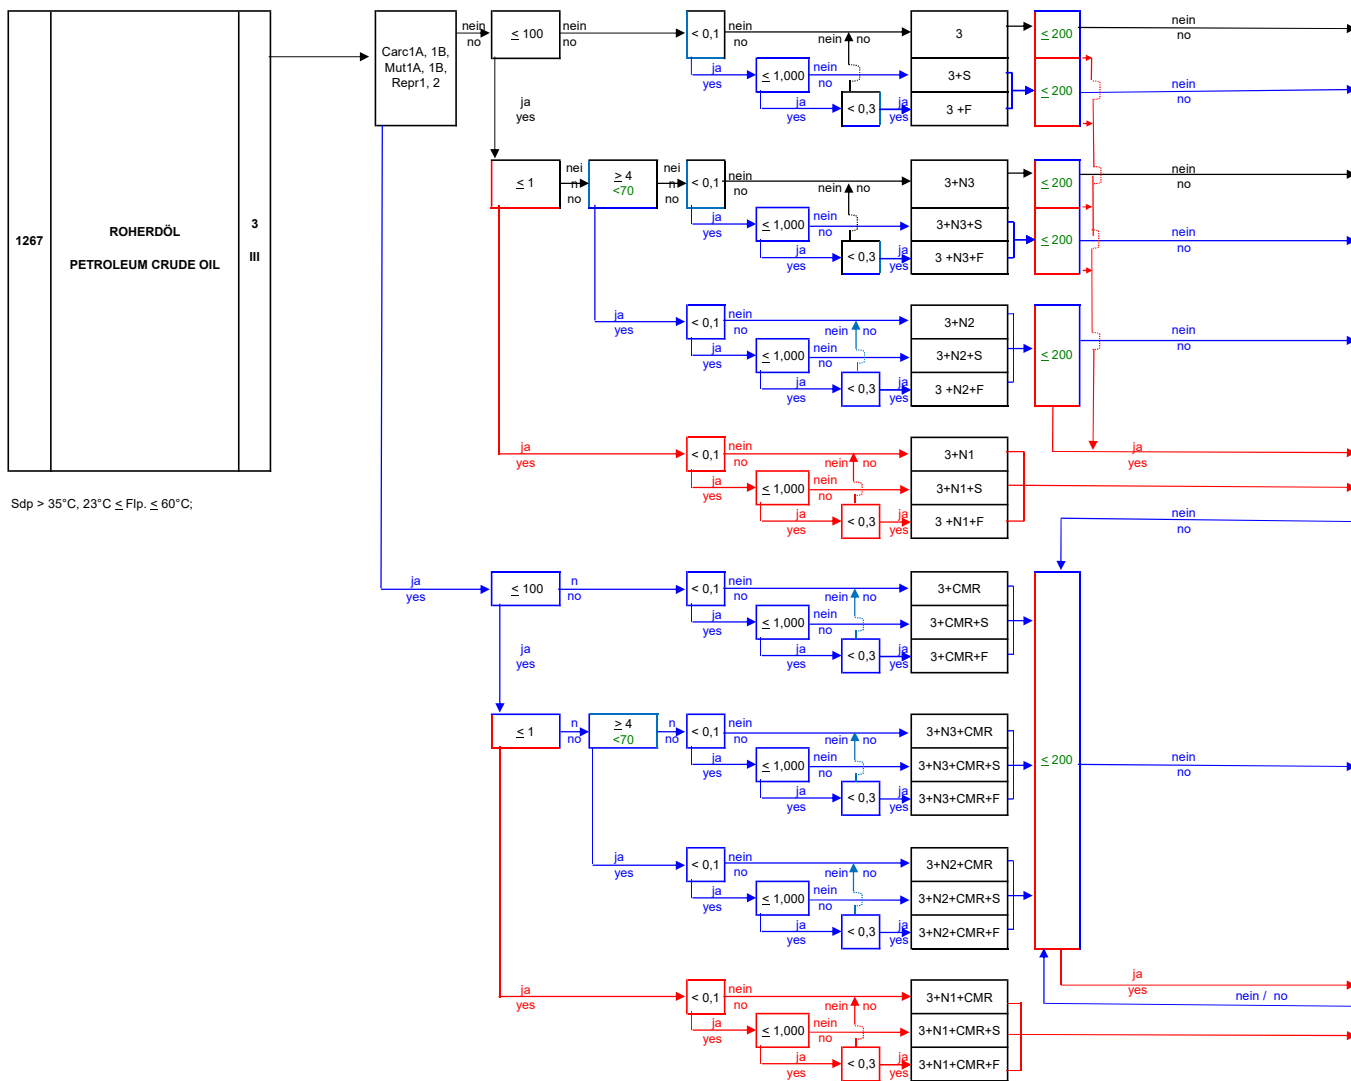 1267
ROHERDÖL
PETROLEUM CRUDE OIL
3
III
Sdp > 35°C, 23°C ≤ Flp. ≤ 60°C;
Carc1A, 1B,
Mut1A, 1B,
Repr1, 2
nein
no
≤ 100
nein
no
< 0,1
nein
no
nein
no
3
≤ 200
nein
no
ja
yes
≤ 1,000
nein
no
3+S
≤ 200
nein
no
ja
yes
< 0,3
ja
yes
3 +F
ja
yes
≤ 1
nei
n
no
≥ 4
<70
nei
n
no
< 0,1
nein
no
nein
no
3+N3
≤ 200
nein
no
ja
yes
≤ 1,000
nein
no
3+N3+S
≤ 200
nein
no
ja
yes
< 0,3
ja
yes
3 +N3+F
ja
yes
< 0,1
nein
no
nein
no
3+N2
≤ 200
nein
no
ja
yes
≤ 1,000
nein
no
3+N2+S
ja
yes
< 0,3
ja
yes
3 +N2+F
ja
yes
< 0,1
nein
no
nein
no
3+N1
ja
yes
ja
yes
≤ 1,000
nein
no
3+N1+S
ja
yes
< 0,3
ja
yes
3 +N1+F
nein
no
ja
yes
≤ 100
n
no
< 0,1
nein
no
nein
no
3+CMR
ja
yes
≤ 1,000
nein
no
3+CMR+S
ja
yes
< 0,3
ja
yes
3+CMR+F
ja
yes
≤ 1
n
no
≥ 4
<70
n
no
< 0,1
nein
no
nein
no
3+N3+CMR
ja
yes
≤ 1,000
nein
no
3+N3+CMR+S
≤ 200
nein
no
ja
yes
< 0,3
ja
yes
3+N3+CMR+F
ja
yes
< 0,1
nein
no
nein
no
3+N2+CMR
ja
yes
≤ 1,000
nein
no
3+N2+CMR+S
ja
yes
< 0,3
ja
yes
3+N2+CMR+F
ja
yes
nein / no
ja
yes
< 0,1
nein
no
nein
no
3+N1+CMR
ja
yes
≤ 1,000
nein
no
3+N1+CMR+S
ja
yes
< 0,3
ja
yes
3+N1+CMR+F